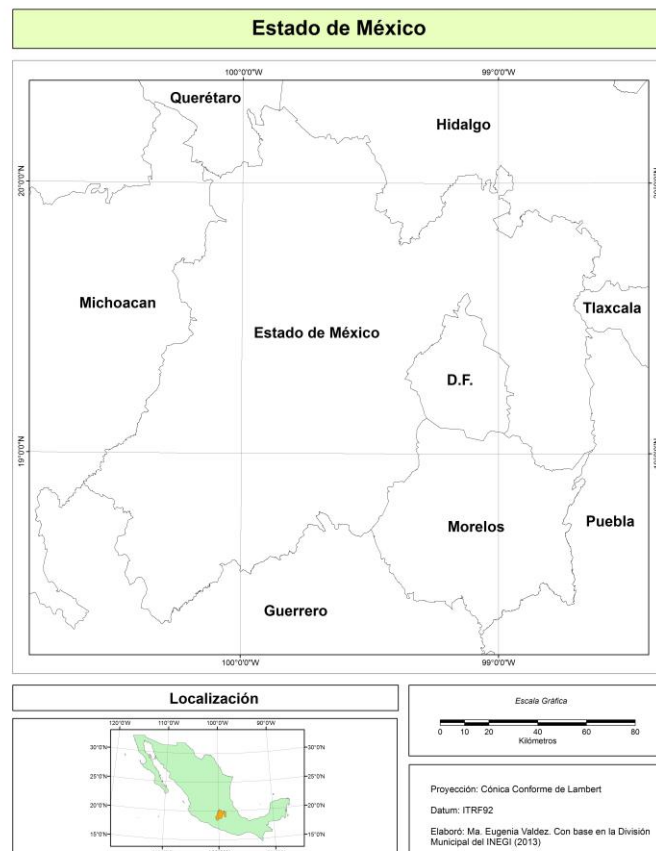 Estado de México
100°0'0"W 99°0'0"W
Querétaro
Hidalgo
20°0'0"N
Michoacan
Tlaxcala
Estado de México
D.F.
19°0'0"N
Morelos
Puebla
Guerrero
100°0'0"W 99°0'0"W
Localización
120°0'W 110°0'W 100°0'W 90°0'W 80°0'W
30°0'N 30°0'N
25°0'N 25°0'N
20°0'N 20°0'N
15°0'N 15°0'N
Escala Gráfica
0 10 20 40 60 80
Kilómetros
Proyección: Cónica Conforme de Lambert
Datum: ITRF92
Elaboró: Ma. Eugenia Valdez. Con base en la División
Municipal del INEGI (2013)